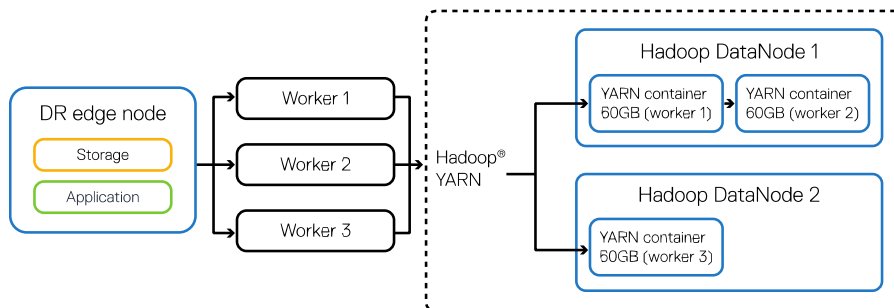 DR edge node
Storage
Application
Worker 1
Worker 2
Worker 3
Hadoop®
YARN
Hadoop DataNode 1
YARN container
60GB (worker 1)
YARN container
60GB (worker 2)
Hadoop DataNode 2
YARN container
60GB (worker 3)